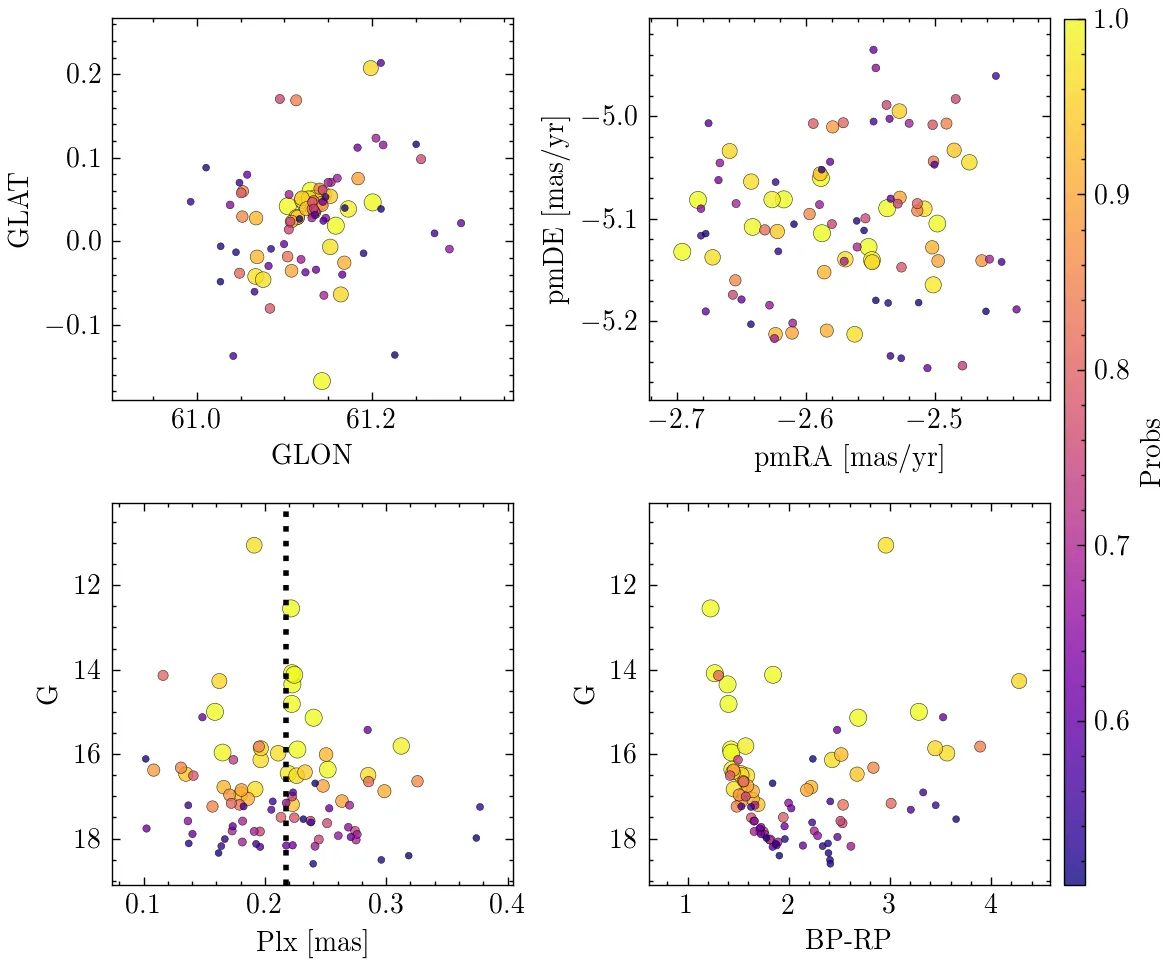 0.2
0.1
0.0
−0.1
GLAT
61.0 61.2
GLON
−5.0
−5.1
−5.2
pmDE [mas/yr]
−2.7 −2.6 −2.5
pmRA [mas/yr]
12
14
16
18
G
0.1 0.2 0.3 0.4
Plx [mas]
12
14
16
18
G
1 2 3 4
BP-RP
1.0
0.9
0.8
0.7
0.6
Probs